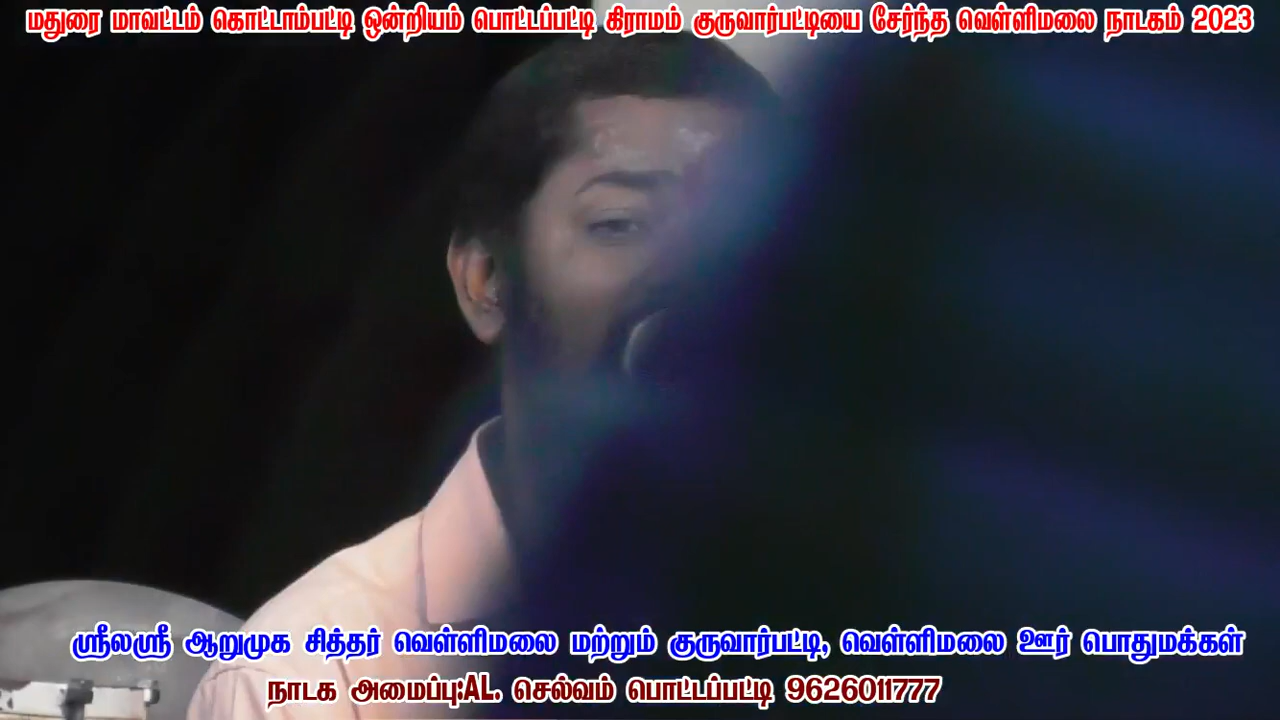 மதுரை மாவட்டம் கொட்டாம்பட்டி ஒன்றியம் பொட்டப்பட்டி கிராமம் குருவார்பட்டியை சேர்ந்த வெள்ளிமலை நாடகம் 2023
ஸ்ரீலஸ்ரீ ஆறுமுக சித்தர் வெள்ளிமலை மற்றும் குருவார்பட்டி, வெள்ளிமலை ஊர் பொதுமக்கள்
நாடக அமைப்பு:AL. செல்வம் பொட்டப்பட்டி 9626011777